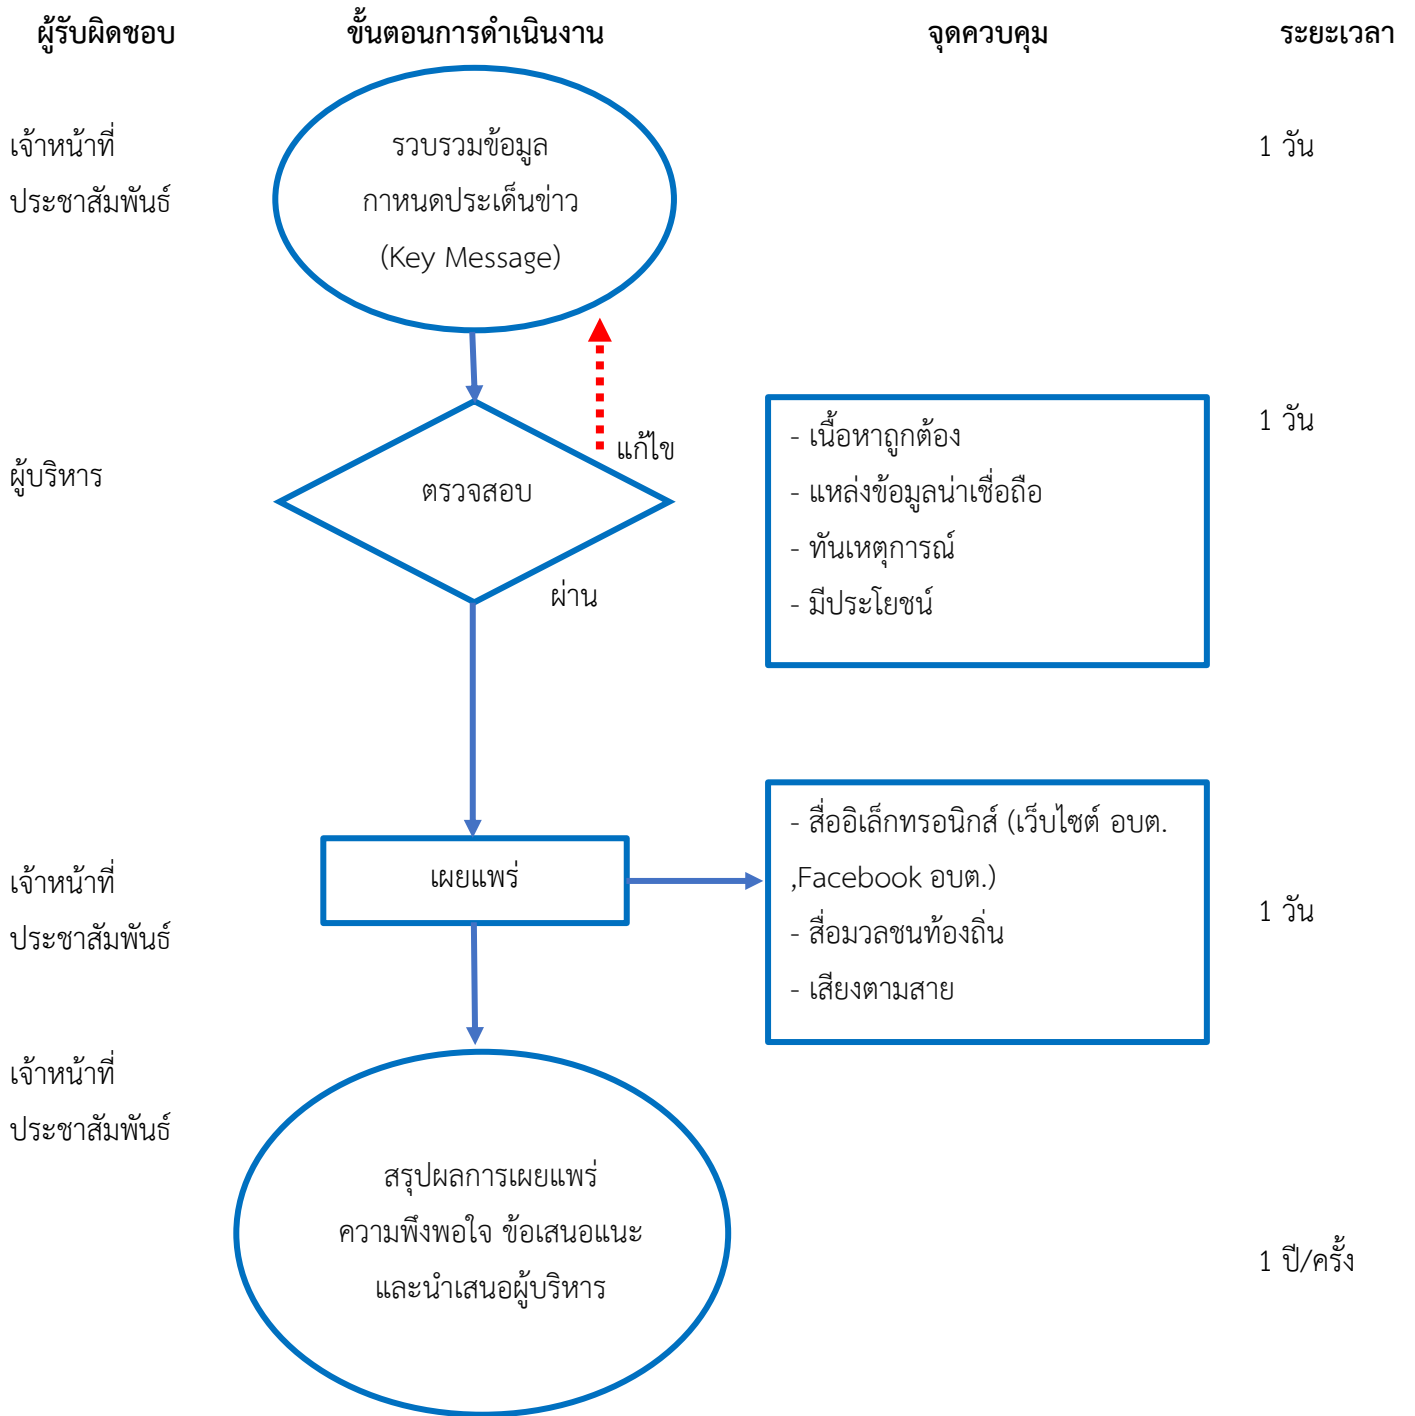 ผู้รับผิดชอบ ขั้นตอนการดำเนินงาน จุดควบคุม ระยะเวลา
เจ้าหน้าที่
ประชาสัมพันธ์
รวบรวมข้อมูล
กาหนดประเด็นข่าว
(Key Message)
1 วัน
ผู้บริหาร
ตรวจสอบ
แก้ไข
ผ่าน
- เนื้อหาถูกต้อง
- แหล่งข้อมูลน่าเชื่อถือ
- ทันเหตุการณ์
- มีประโยชน์
1 วัน
เจ้าหน้าที่
ประชาสัมพันธ์
เผยแพร่
- สื่ออิเล็กทรอนิกส์ (เว็บไซต์ อบต.
,Facebook อบต.)
- สื่อมวลชนท้องถิ่น
- เสียงตามสาย
1 วัน
เจ้าหน้าที่
ประชาสัมพันธ์
สรุปผลการเผยแพร่
ความพึงพอใจ ข้อเสนอแนะ
และนำเสนอผู้บริหาร
1 ปี/ครั้ง